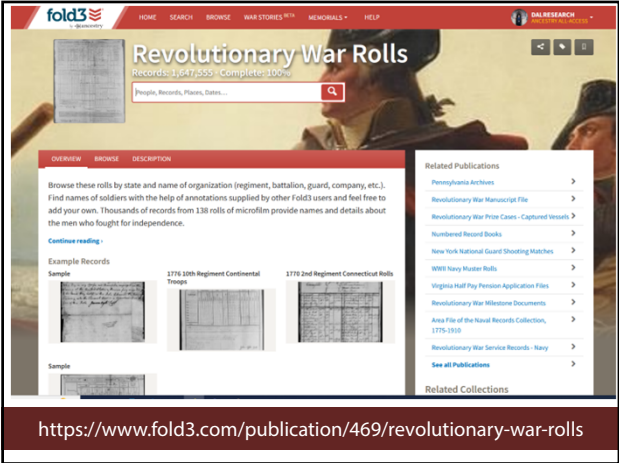 fold3
by ancestry
HOME SEARCH BROWSE WAR STORIES BETA MEMORIALS HELP
DALRESEARCH
ANCESTRY ALL ACCESS
Revolutionary War Rolls
Records: 1,647,555 · Complete: 100%
People, Records, Places, Dates...
OVERVIEW BROWSE DESCRIPTION
Browse these rolls by state and name of organization (regiment, battalion, guard, company, etc.).
Find names of soldiers with the help of annotations supplied by other Fold3 users and feel free to
add your own. Thousands of records from 138 rolls of microfilm provide names and details about
the men who fought for independence.
Continue reading ›
Example Records
Sample
1776 10th Regiment Continental
Troops
1770 2nd Regiment Connecticut Rolls
Sample
Related Publications
Pennsylvania Archives
Revolutionary War Manuscript File
Revolutionary War Prize Cases - Captured Vessels
Numbered Record Books
New York National Guard Shooting Matches
WWII Navy Muster Rolls
Virginia Half Pay Pension Application Files
Revolutionary War Milestone Documents
Area File of the Naval Records Collection,
1775-1910
Revolutionary War Service Records - Navy
See all Publications
Related Collections
https://www.fold3.com/publication/469/revolutionary-war-rolls